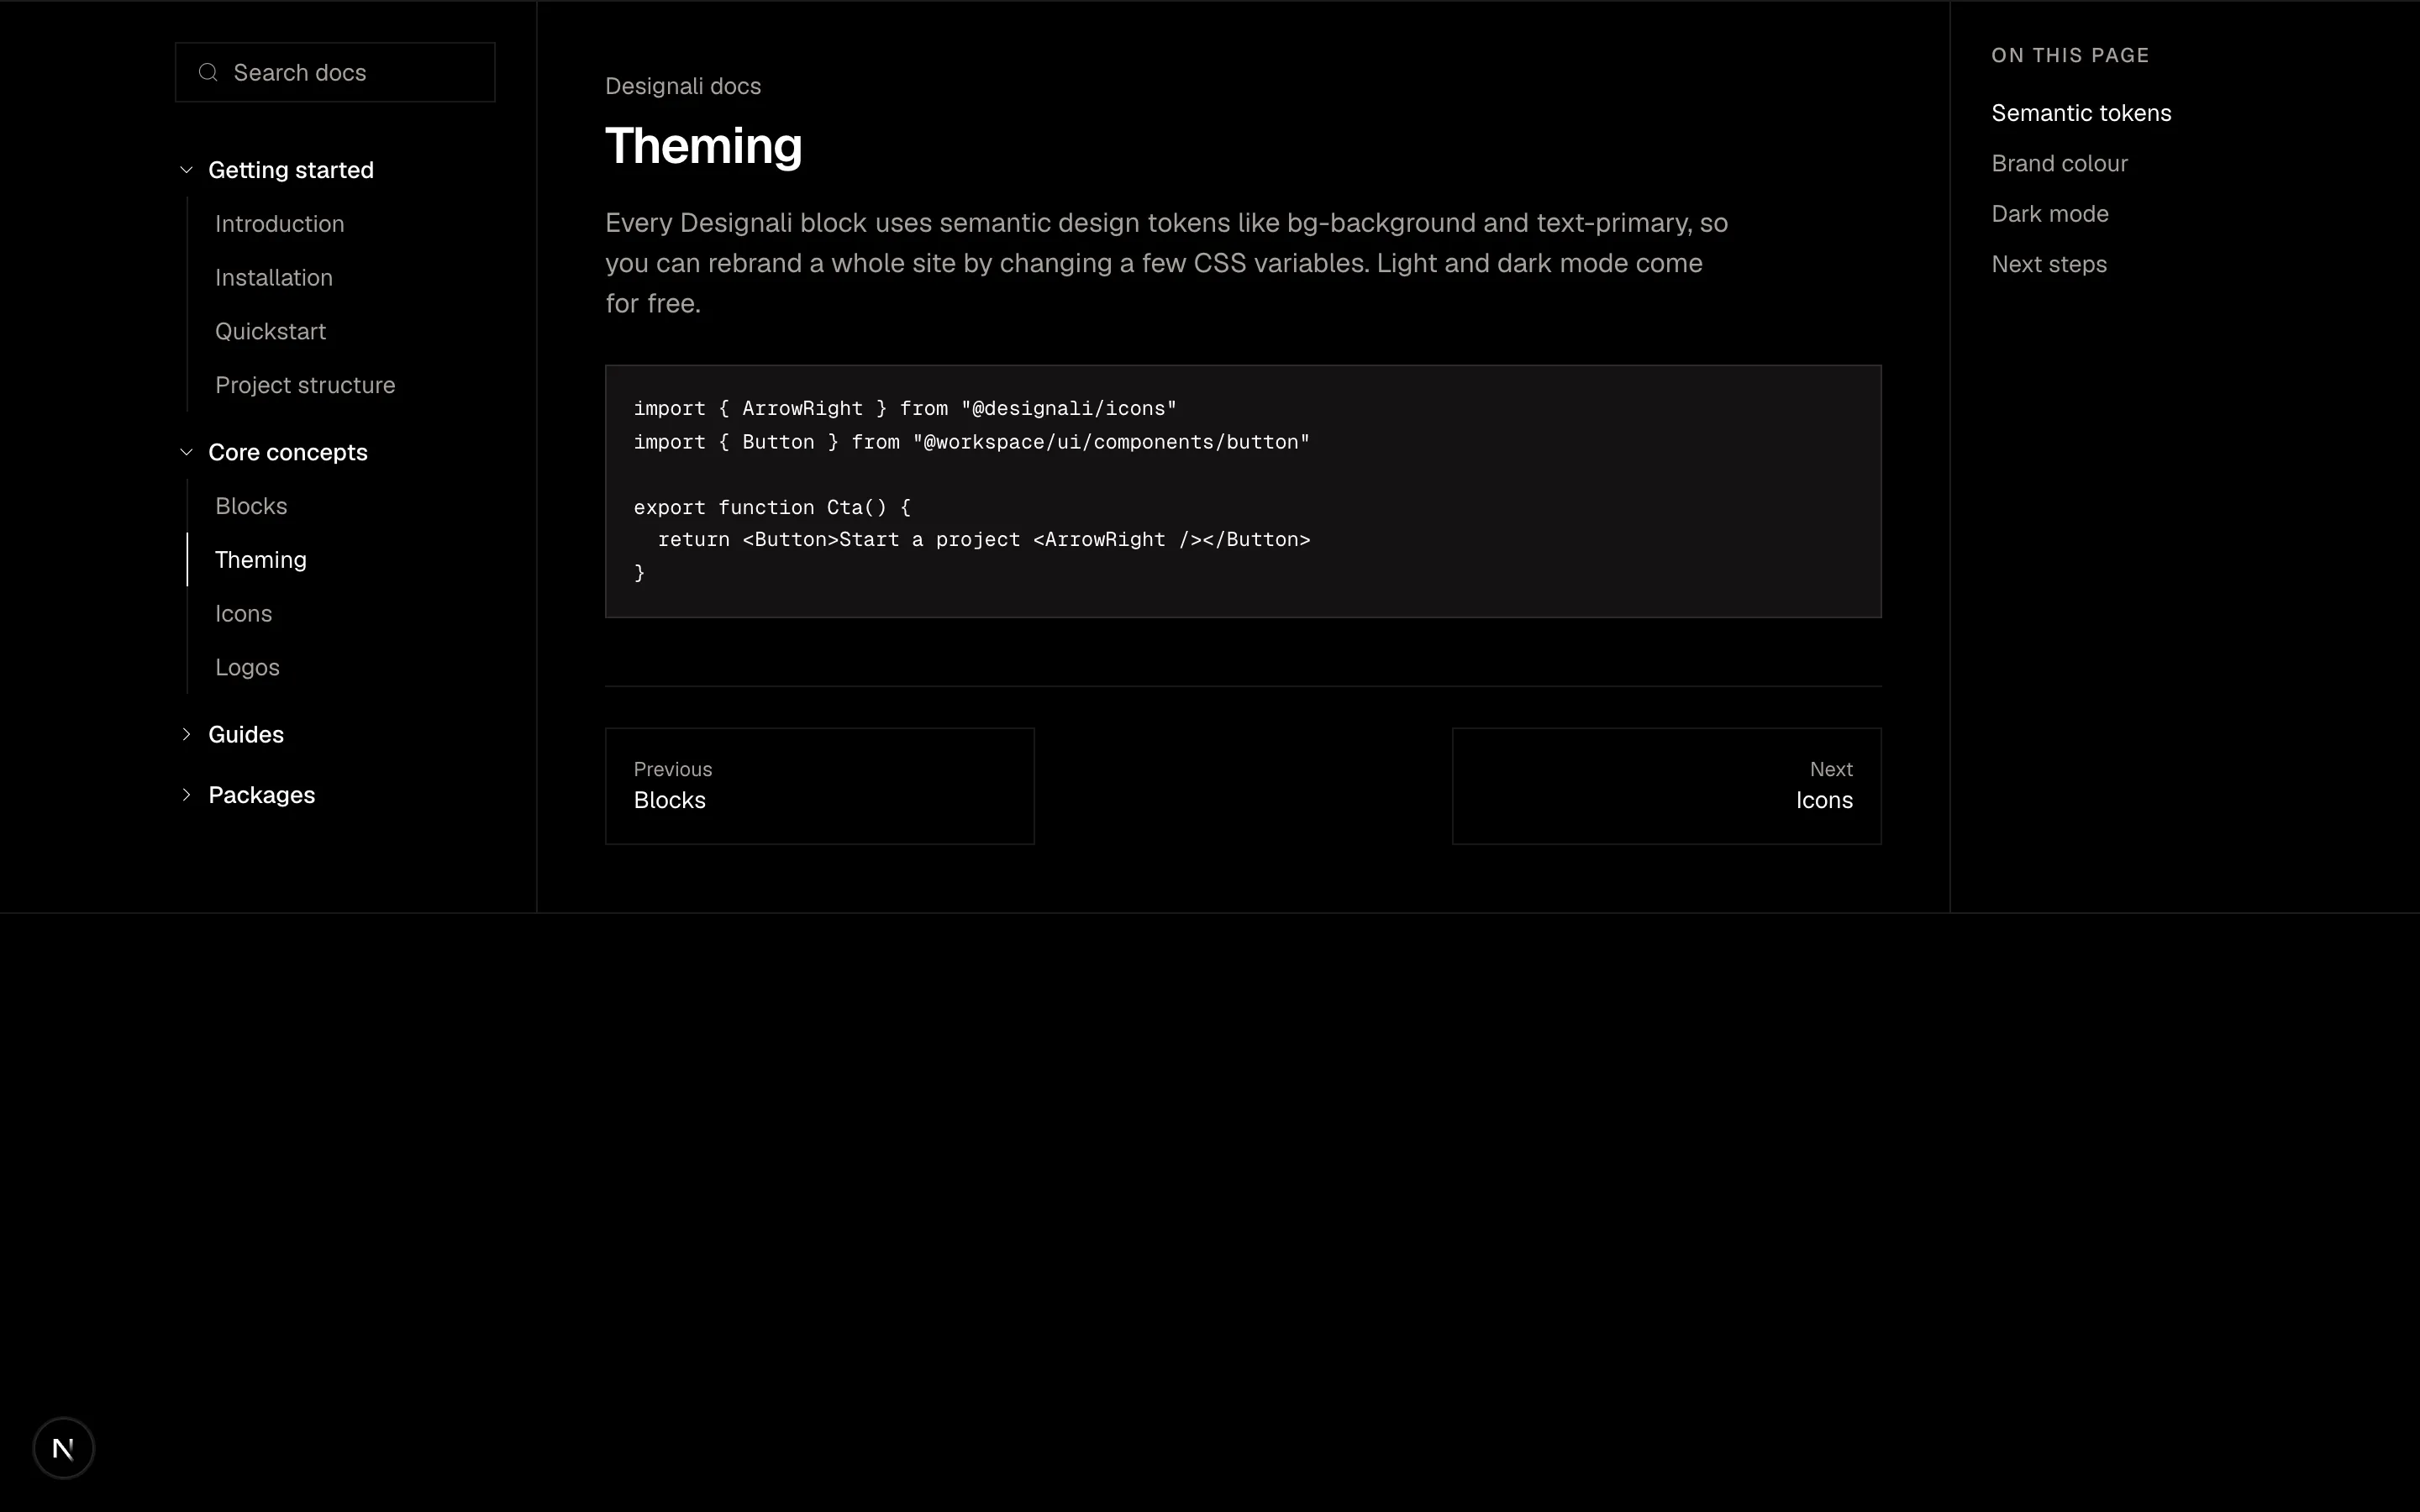 Search docs
Getting started
Introduction
Installation
Quickstart
Project structure
Core concepts
Blocks
Theming
Icons
Logos
Guides
Packages
Designali docs
Theming
Every Designali block uses semantic design tokens like bg-background and text-primary, so
you can rebrand a whole site by changing a few CSS variables. Light and dark mode come
for free.
import { ArrowRight } from "@designali/icons"
import { Button } from "@workspace/ui/components/button"
export function Cta() {
  return <Button>Start a project <ArrowRight /></Button>
}
Previous
Blocks
Next
Icons
ON THIS PAGE
Semantic tokens
Brand colour
Dark mode
Next steps
N